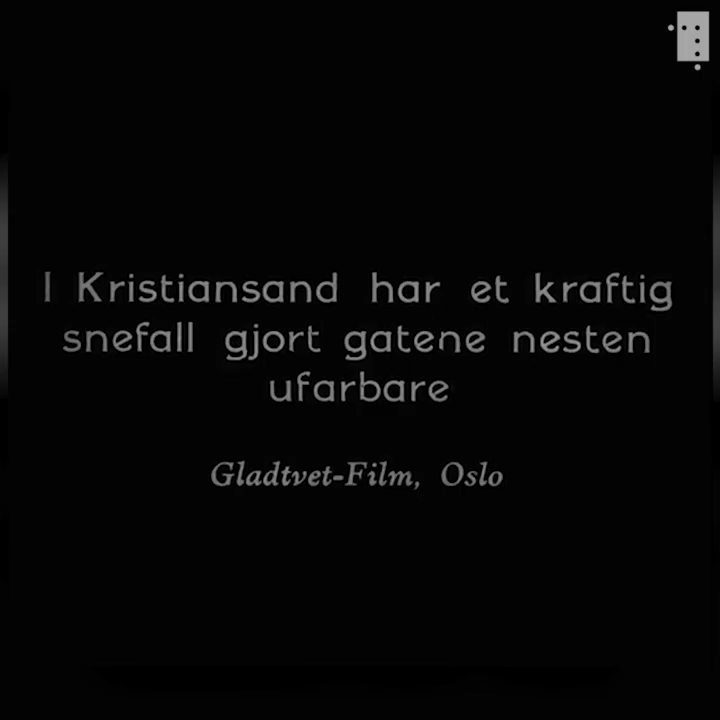 I Kristiansand har et kraftig
snefall gjort gatene nesten
ufarbare
Gladtvet-Film, Oslo